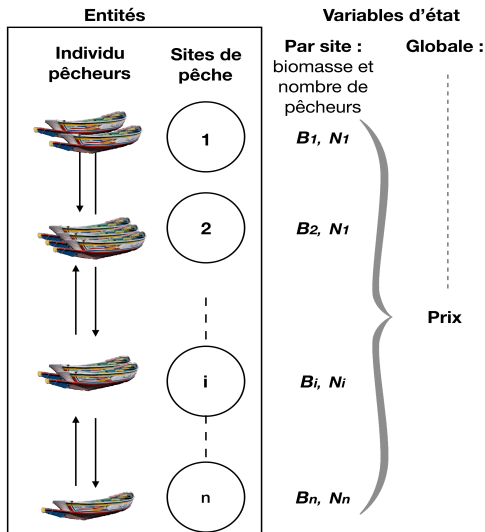 Entités
Variables d'état
Individu
pêcheurs
Sites de
pêche
Par site :
biomasse et
nombre de
pêcheurs
Globale :
1
B1, N1
2
B2, N1
Prix
i
Bi, Ni
n
Bn, Nn